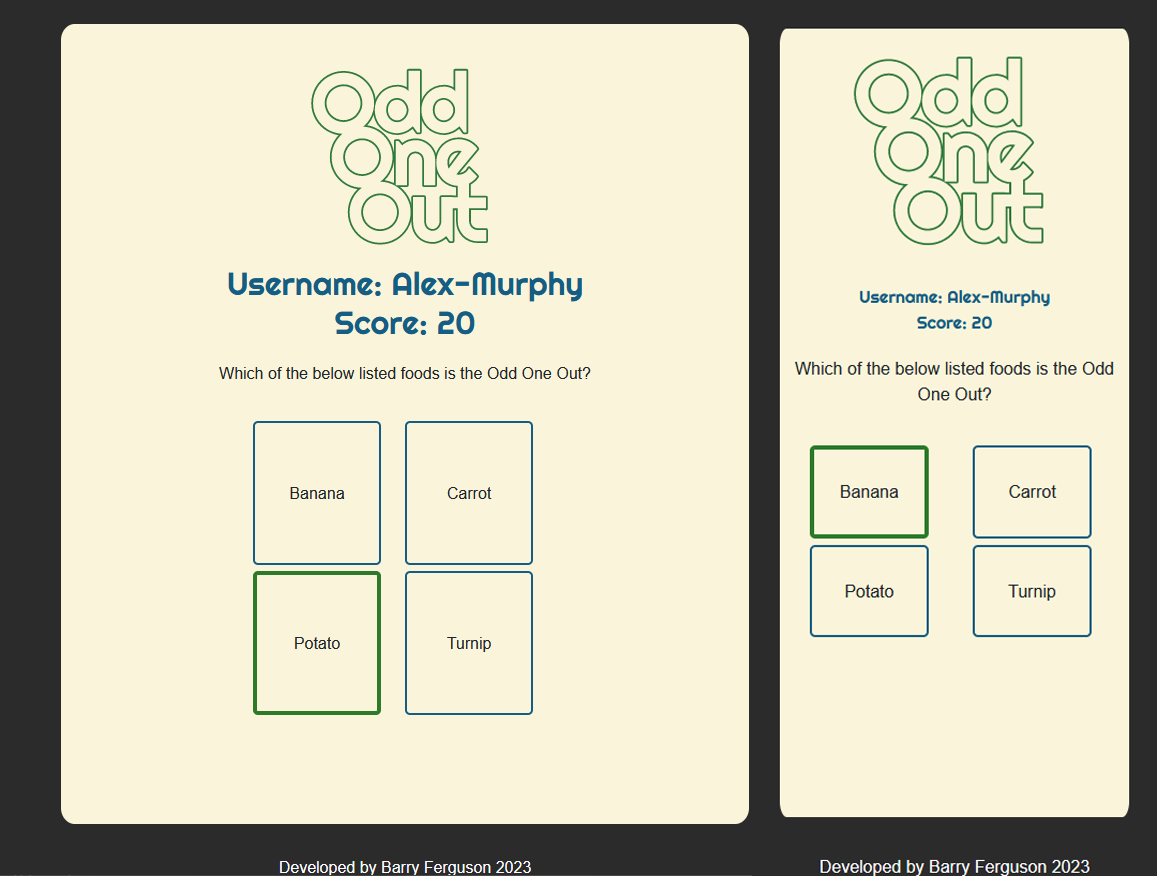 Odd
One
Out
Username: Alex-Murphy
Score: 20
Which of the below listed foods is the Odd One Out?
Banana
Carrot
Potato
Turnip
Developed by Barry Ferguson 2023
Odd
One
Out
Username: Alex-Murphy
Score: 20
Which of the below listed foods is the Odd
One Out?
Banana
Carrot
Potato
Turnip
Developed by Barry Ferguson 2023